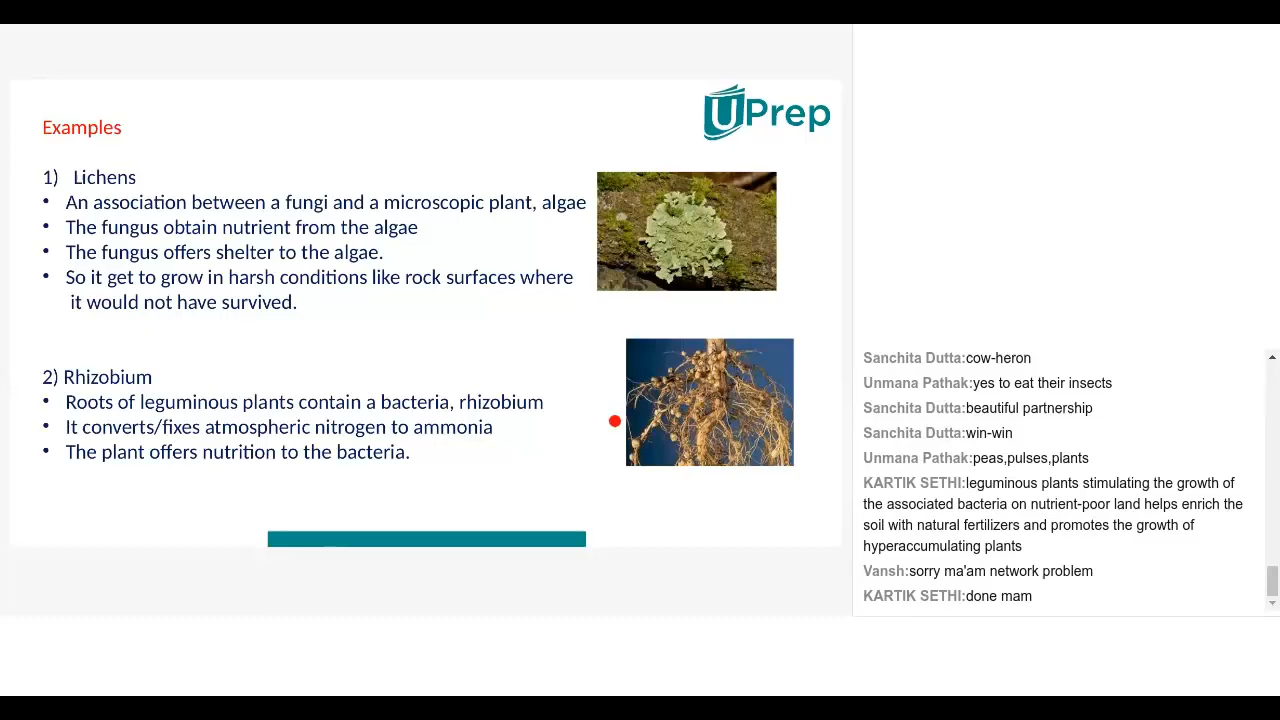 UPrep
Examples
1) Lichens
• An association between a fungi and a microscopic plant, algae
• The fungus obtain nutrient from the algae
• The fungus offers shelter to the algae.
• So it get to grow in harsh conditions like rock surfaces where
it would not have survived.
2) Rhizobium
• Roots of leguminous plants contain a bacteria, rhizobium
• It converts/fixes atmospheric nitrogen to ammonia
• The plant offers nutrition to the bacteria.
Sanchita Dutta:cow-heron
Unmana Pathak:yes to eat their insects
Sanchita Dutta:beautiful partnership
Sanchita Dutta:win-win
Unmana Pathak:peas,pulses,plants
KARTIK SETHI:leguminous plants stimulating the growth of
the associated bacteria on nutrient-poor land helps enrich the
soil with natural fertilizers and promotes the growth of
hyperaccumulating plants
Vansh:sorry ma'am network problem
KARTIK SETHI:done mam